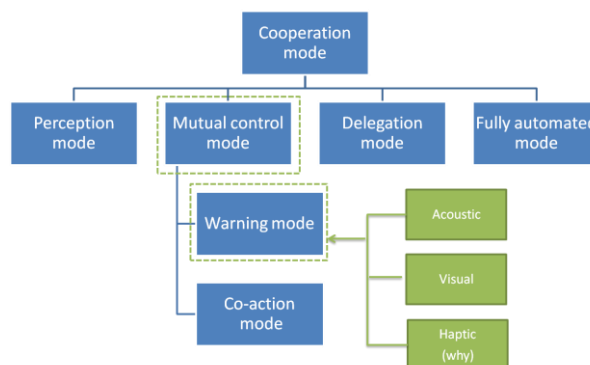 Cooperation
mode
Perception
mode
Mutual control
mode
Delegation
mode
Fully automated
mode
Warning mode
Acoustic
Visual
Co-action
mode
Haptic
(why)